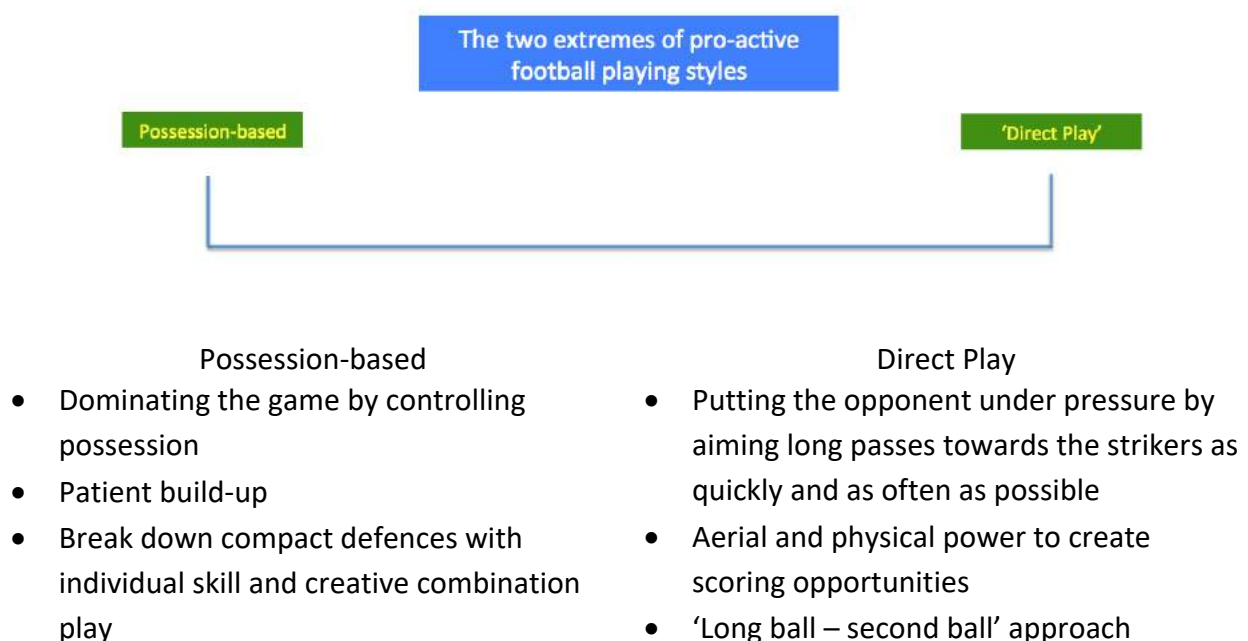 The two extremes of pro-active
football playing styles
Possession-based
'Direct Play'
Possession-based
• Dominating the game by controlling
possession
• Patient build-up
• Break down compact defences with
individual skill and creative combination
play
Direct Play
• Putting the opponent under pressure by
aiming long passes towards the strikers as
quickly and as often as possible
• Aerial and physical power to create
scoring opportunities
• ‘Long ball – second ball’ approach